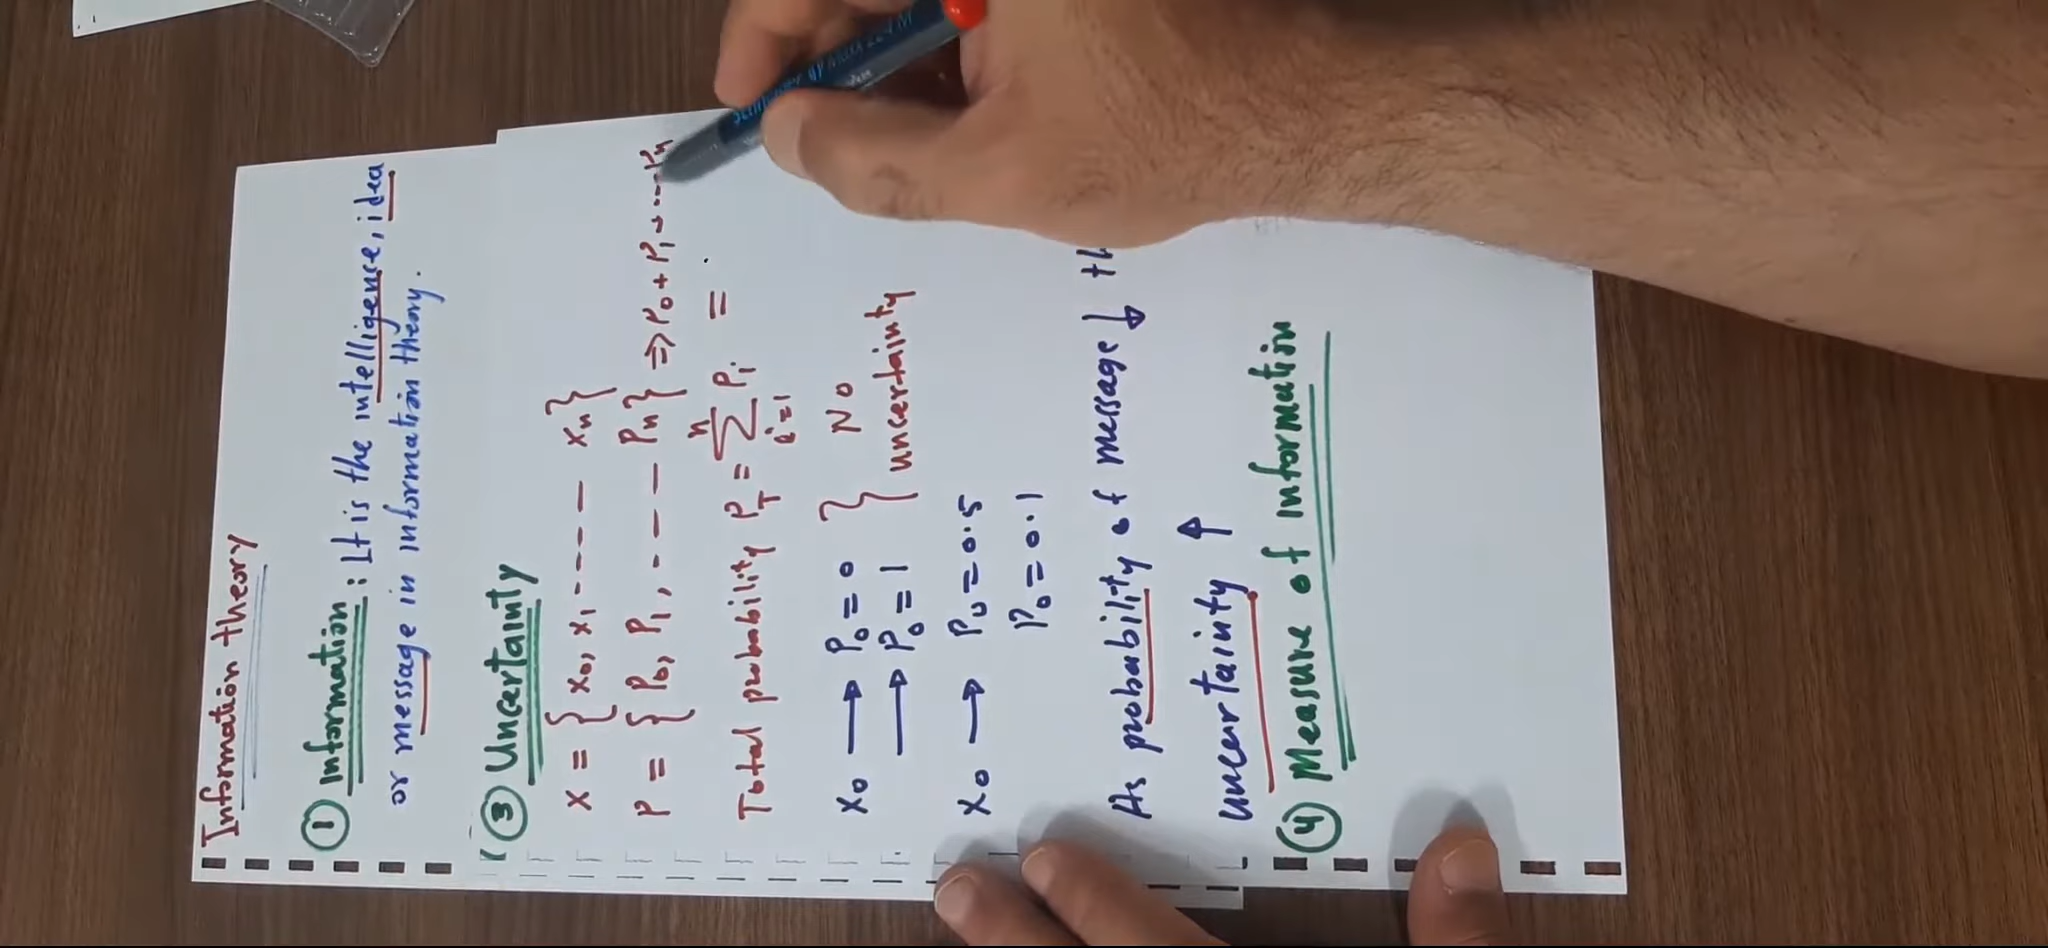 Information theory
① Information : It is the intelligence, idea
or message in information theory.
③ Uncertainty
X = { x₀, x₁, ---- xₙ}
P = { P₀, P₁, ---- Pₙ} ⇒ P₀ + P₁ ----- Pₙ
Total probability P_T = Σⁿᵢ₌₁ Pᵢ =
x₀ → P₀ = 0 } No
→ P₀ = 1 uncertainty
x₀ → P₀ = 0.5
P₀ = 0.1
As probability of message ↓ th
uncertainty ↑
④ Measure of information